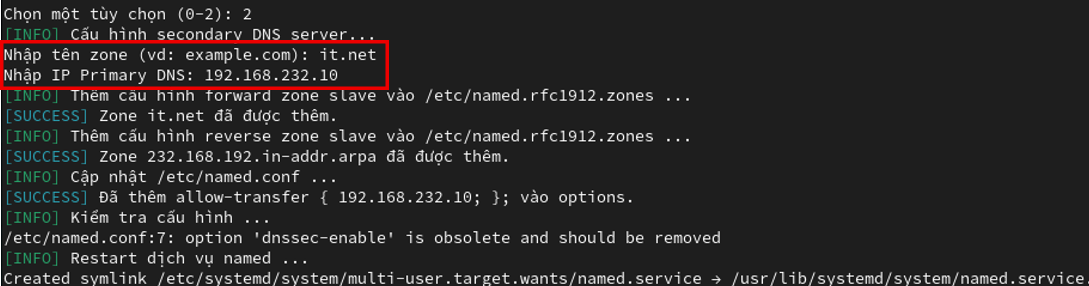 Chọn một tùy chọn (0-2): 2
[INFO] Cấu hình secondary DNS server...
Nhập tên zone (vd: example.com): it.net
Nhập IP Primary DNS: 192.168.232.10
[INFO] Thêm cấu hình forward zone slave vào /etc/named.rfc1912.zones ...
[SUCCESS] Zone it.net đã được thêm.
[INFO] Thêm cấu hình reverse zone slave vào /etc/named.rfc1912.zones ...
[SUCCESS] Zone 232.168.192.in-addr.arpa đã được thêm.
[INFO] Cập nhật /etc/named.conf ...
[SUCCESS] Đã thêm allow-transfer { 192.168.232.10; }; vào options.
[INFO] Kiểm tra cấu hình ...
/etc/named.conf:7: option 'dnssec-enable' is obsolete and should be removed
[INFO] Restart dịch vụ named ...
Created symlink /etc/systemd/system/multi-user.target.wants/named.service → /usr/lib/systemd/system/named.service